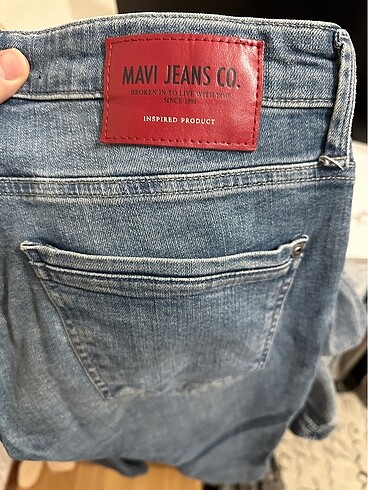 MAVI JEANS CO.
BROKEN IN TO LIVE WITH YOU
SINCE 1991
INSPIRED PRODUCT